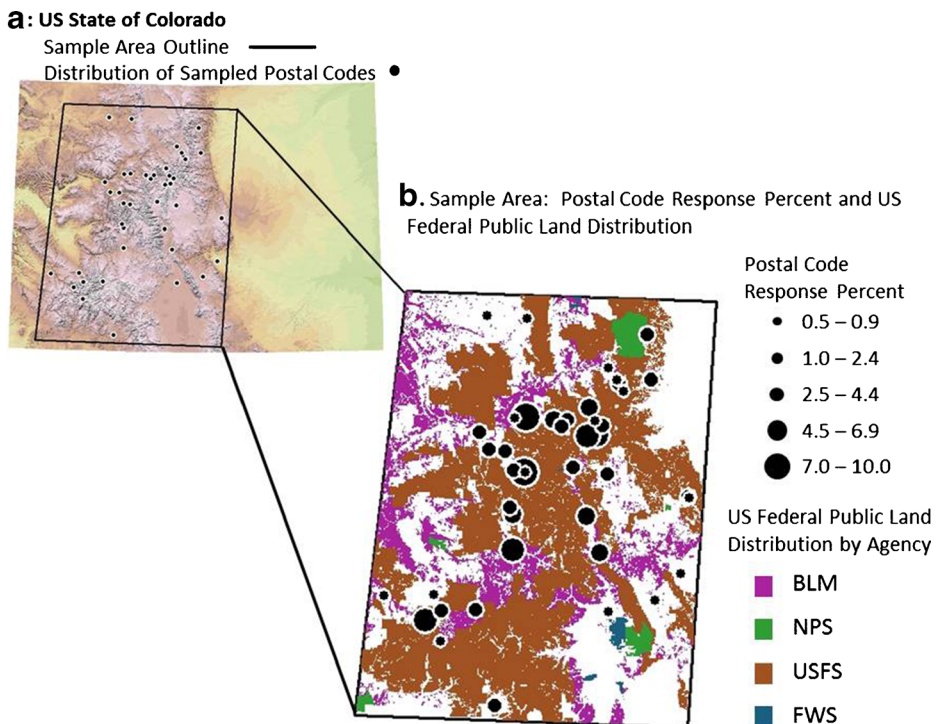 a: US State of Colorado
Sample Area Outline
Distribution of Sampled Postal Codes
b. Sample Area: Postal Code Response Percent and US
Federal Public Land Distribution
Postal Code
Response Percent
0.5 – 0.9
1.0 – 2.4
2.5 – 4.4
4.5 – 6.9
7.0 – 10.0
US Federal Public Land
Distribution by Agency
BLM
NPS
USFS
FWS